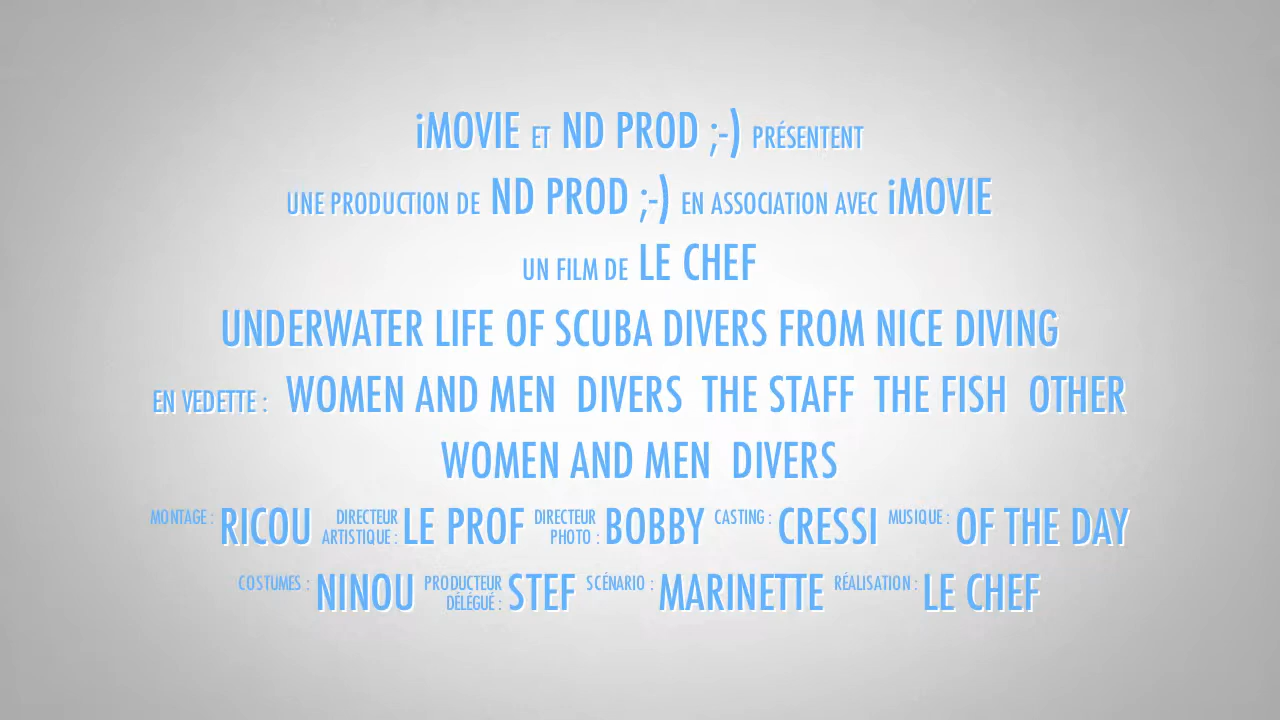 iMOVIE ET ND PROD ;-) PRÉSENTENT
UNE PRODUCTION DE ND PROD ;-) EN ASSOCIATION AVEC iMOVIE
UN FILM DE LE CHEF
UNDERWATER LIFE OF SCUBA DIVERS FROM NICE DIVING
EN VEDETTE : WOMEN AND MEN DIVERS THE STAFF THE FISH OTHER
WOMEN AND MEN DIVERS
MONTAGE : RICOU DIRECTEUR ARTISTIQUE : LE PROF DIRECTEUR PHOTO : BOBBY CASTING : CRESSI MUSIQUE : OF THE DAY
COSTUMES : NINOU PRODUCTEUR DÉLÉGUÉ : STEF SCÉNARIO : MARINETTE RÉALISATION : LE CHEF